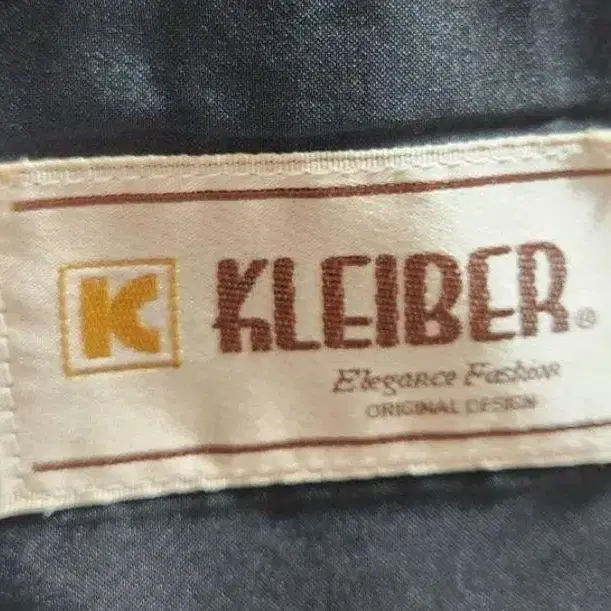 K KLEIBER®
Elegance Fashion
ORIGINAL DESIGN